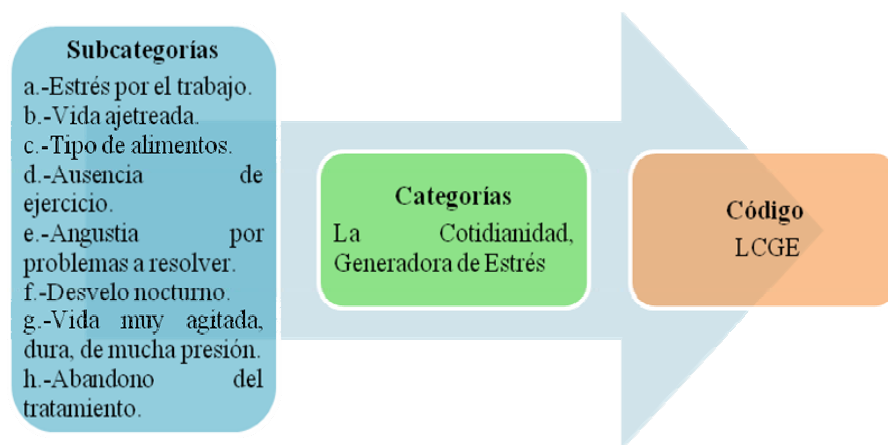 Subcategorías
a.-Estrés por el trabajo.
b.-Vida ajetreada.
c.-Tipo de alimentos.
d.-Ausencia de
ejercicio.
e.-Angustia por
problemas a resolver.
f.-Desvelo nocturno.
g.-Vida muy agitada,
dura, de mucha presión.
h.-Abandono del
tratamiento.
Categorías
La Cotidianidad,
Generadora de Estrés
Código
LCGE